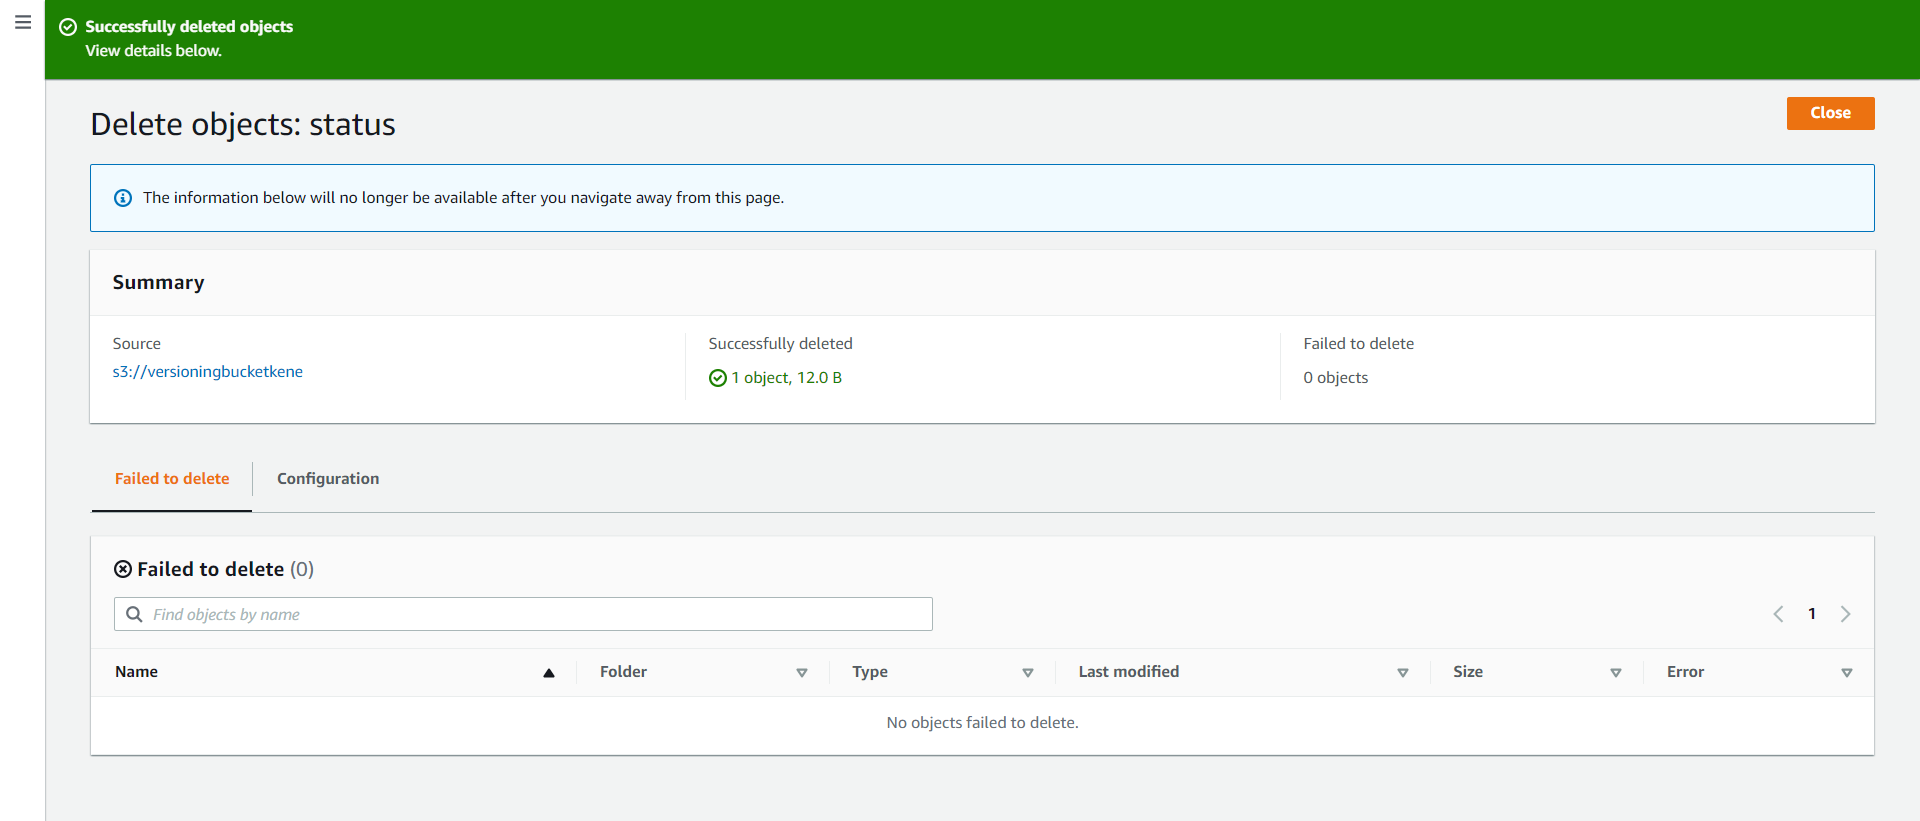 Successfully deleted objects
View details below.
Delete objects: status
Close
The information below will no longer be available after you navigate away from this page.
Summary
Source
s3://versioningbucketkene
Successfully deleted
1 object, 12.0 B
Failed to delete
0 objects
Failed to delete
Configuration
Failed to delete (0)
Find objects by name
1
Name Folder Type Last modified Size Error
No objects failed to delete.